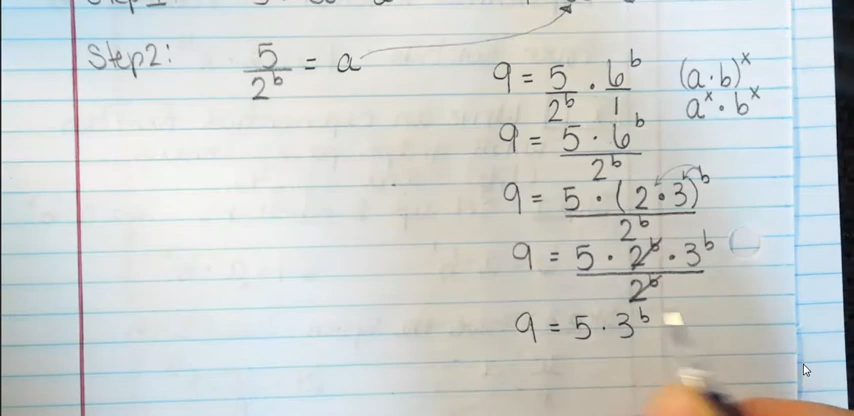 Step2: 5/2^b = a
9 = 5/2^b · 6^b/1 (a·b)^x
a^x · b^x
9 = 5 · 6^b/2^b
9 = 5 · (2·3)^b/2^b
9 = 5 · 2^b · 3^b/2^b
9 = 5 · 3^b